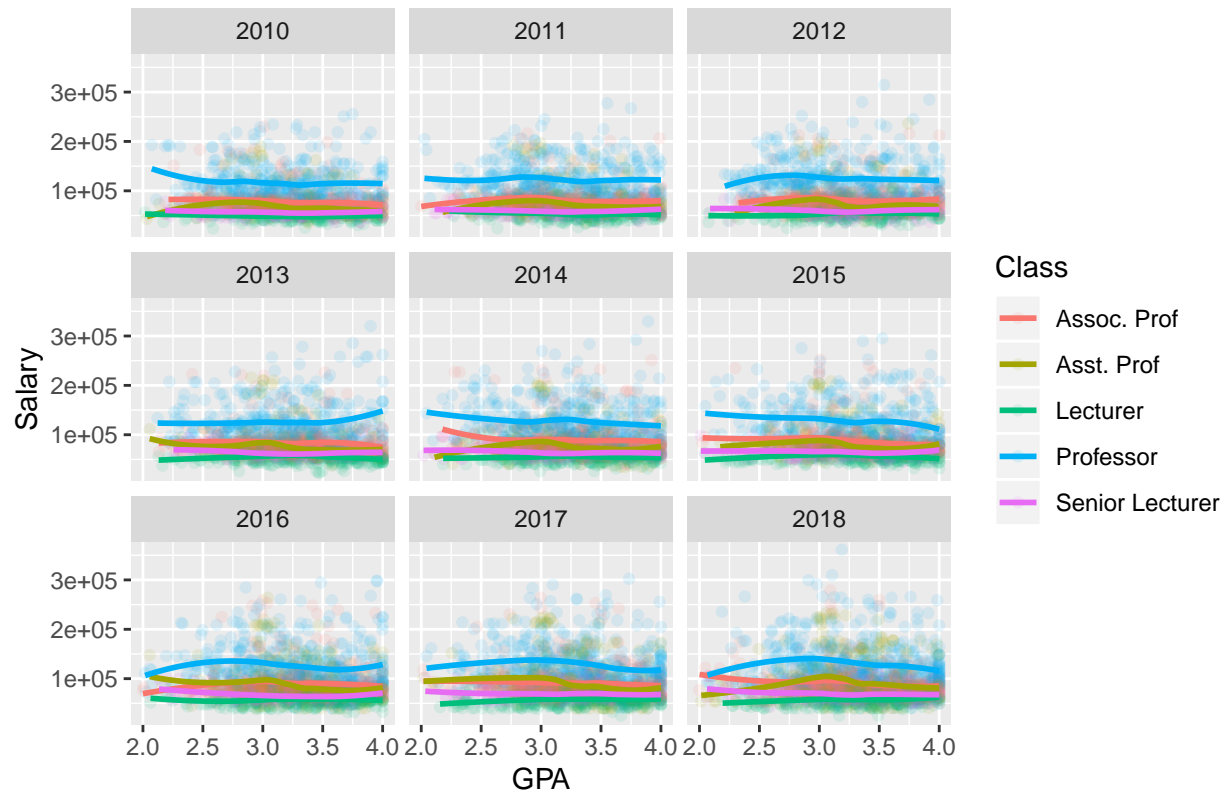 2010 2011 2012
3e+05
2e+05
1e+05
2013 2014 2015
3e+05
2e+05
1e+05
2016 2017 2018
3e+05
2e+05
1e+05
2.0 2.5 3.0 3.5 4.0 2.0 2.5 3.0 3.5 4.0 2.0 2.5 3.0 3.5 4.0
GPA
Salary
Class
Assoc. Prof
Asst. Prof
Lecturer
Professor
Senior Lecturer